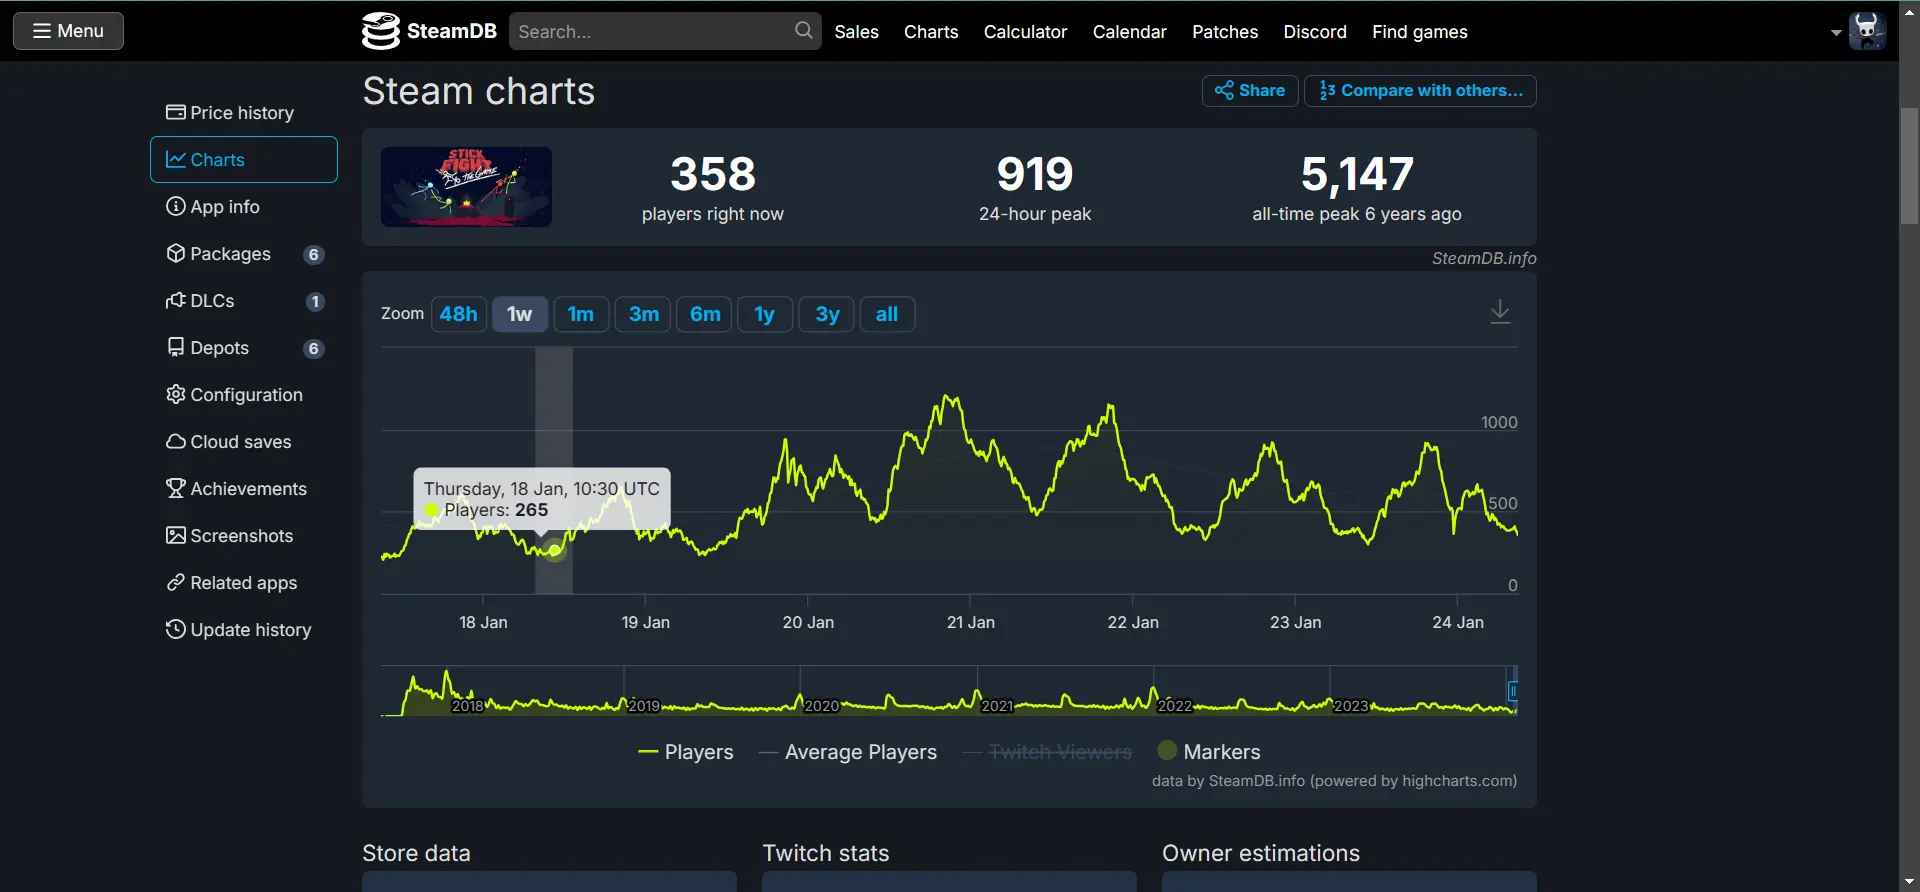 Menu
SteamDB
Search...
Sales
Charts
Calculator
Calendar
Patches
Discord
Find games
Price history
Charts
App info
Packages 6
DLCs 1
Depots 6
Configuration
Cloud saves
Achievements
Screenshots
Related apps
Update history
Steam charts
Share
Compare with others...
STICK
FIGHT
THE GAME
358
players right now
919
24-hour peak
5,147
all-time peak 6 years ago
SteamDB.info
Zoom 48h 1w 1m 3m 6m 1y 3y all
1000
500
0
Thursday, 18 Jan, 10:30 UTC
Players: 265
18 Jan 19 Jan 20 Jan 21 Jan 22 Jan 23 Jan 24 Jan
2018 2019 2020 2021 2022 2023
Players Average Players Twitch Viewers Markers
data by SteamDB.info (powered by highcharts.com)
Store data
Twitch stats
Owner estimations